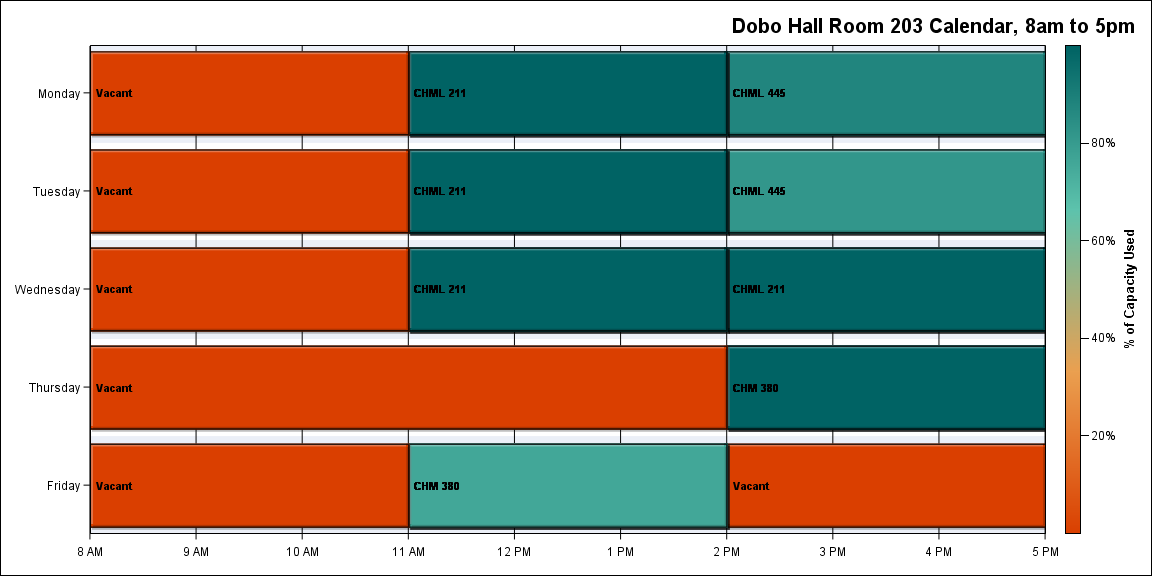 Dobo Hall Room 203 Calendar, 8am to 5pm
Monday
Vacant
CHML 211
CHML 445
Tuesday
Vacant
CHML 211
CHML 445
Wednesday
Vacant
CHML 211
CHML 211
Thursday
Vacant
CHM 380
Friday
Vacant
CHM 380
Vacant
8 AM
9 AM
10 AM
11 AM
12 PM
1 PM
2 PM
3 PM
4 PM
5 PM
80%
60%
40%
20%
% of Capacity Used